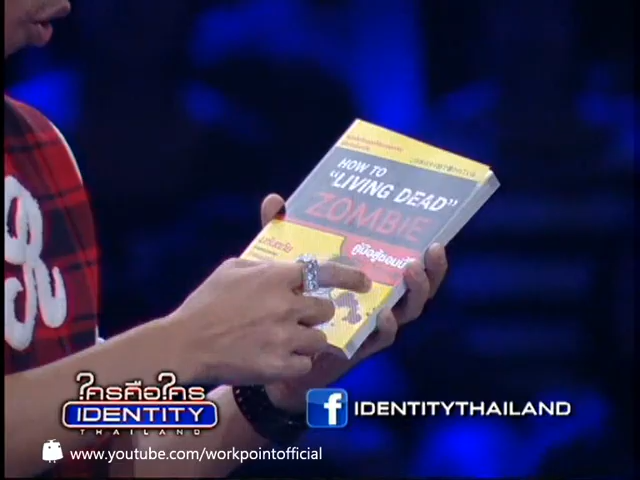 HOW TO
"LIVING DEAD"
ZOMBIE
คู่มือสู้ซอมบี้
ใครคือใคร
IDENTITY
THAILAND
f IDENTITYTHAILAND
www.youtube.com/workpointofficial